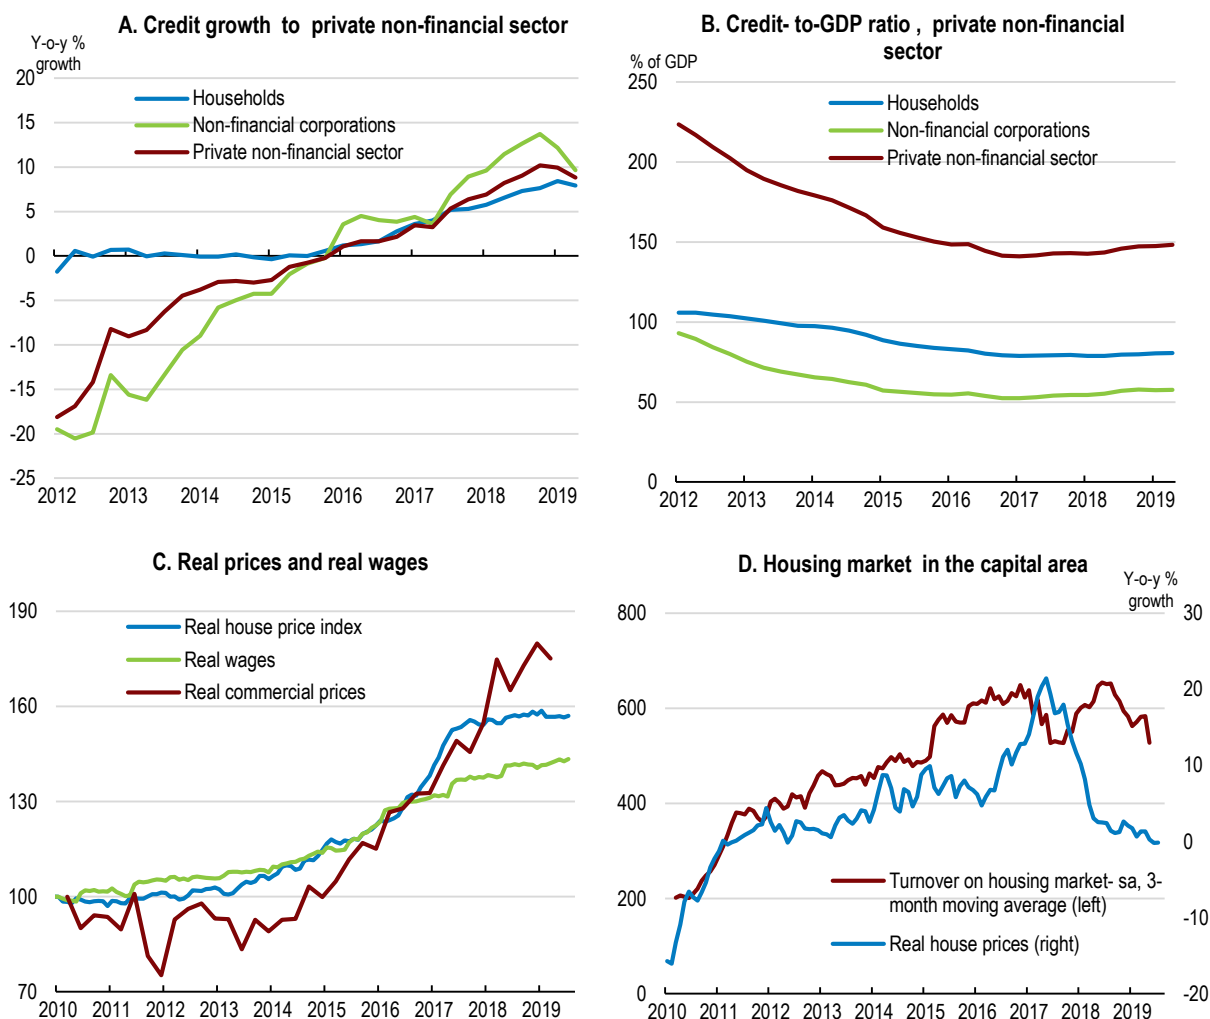 A. Credit growth to private non-financial sector
Y-o-y %
growth
20
15
10
5
0
-5
-10
-15
-20
-25
Households
Non-financial corporations
Private non-financial sector
2012 2013 2014 2015 2016 2017 2018 2019
B. Credit- to-GDP ratio , private non-financial
sector
% of GDP
250
200
150
100
50
0
Households
Non-financial corporations
Private non-financial sector
2012 2013 2014 2015 2016 2017 2018 2019
C. Real prices and real wages
190
160
130
100
70
Real house price index
Real wages
Real commercial prices
2010 2011 2012 2013 2014 2015 2016 2017 2018 2019
D. Housing market in the capital area
Y-o-y %
growth
800
600
400
200
0
30
20
10
0
-10
-20
Turnover on housing market- sa, 3-
month moving average (left)
Real house prices (right)
2010 2011 2012 2013 2014 2015 2016 2017 2018 2019